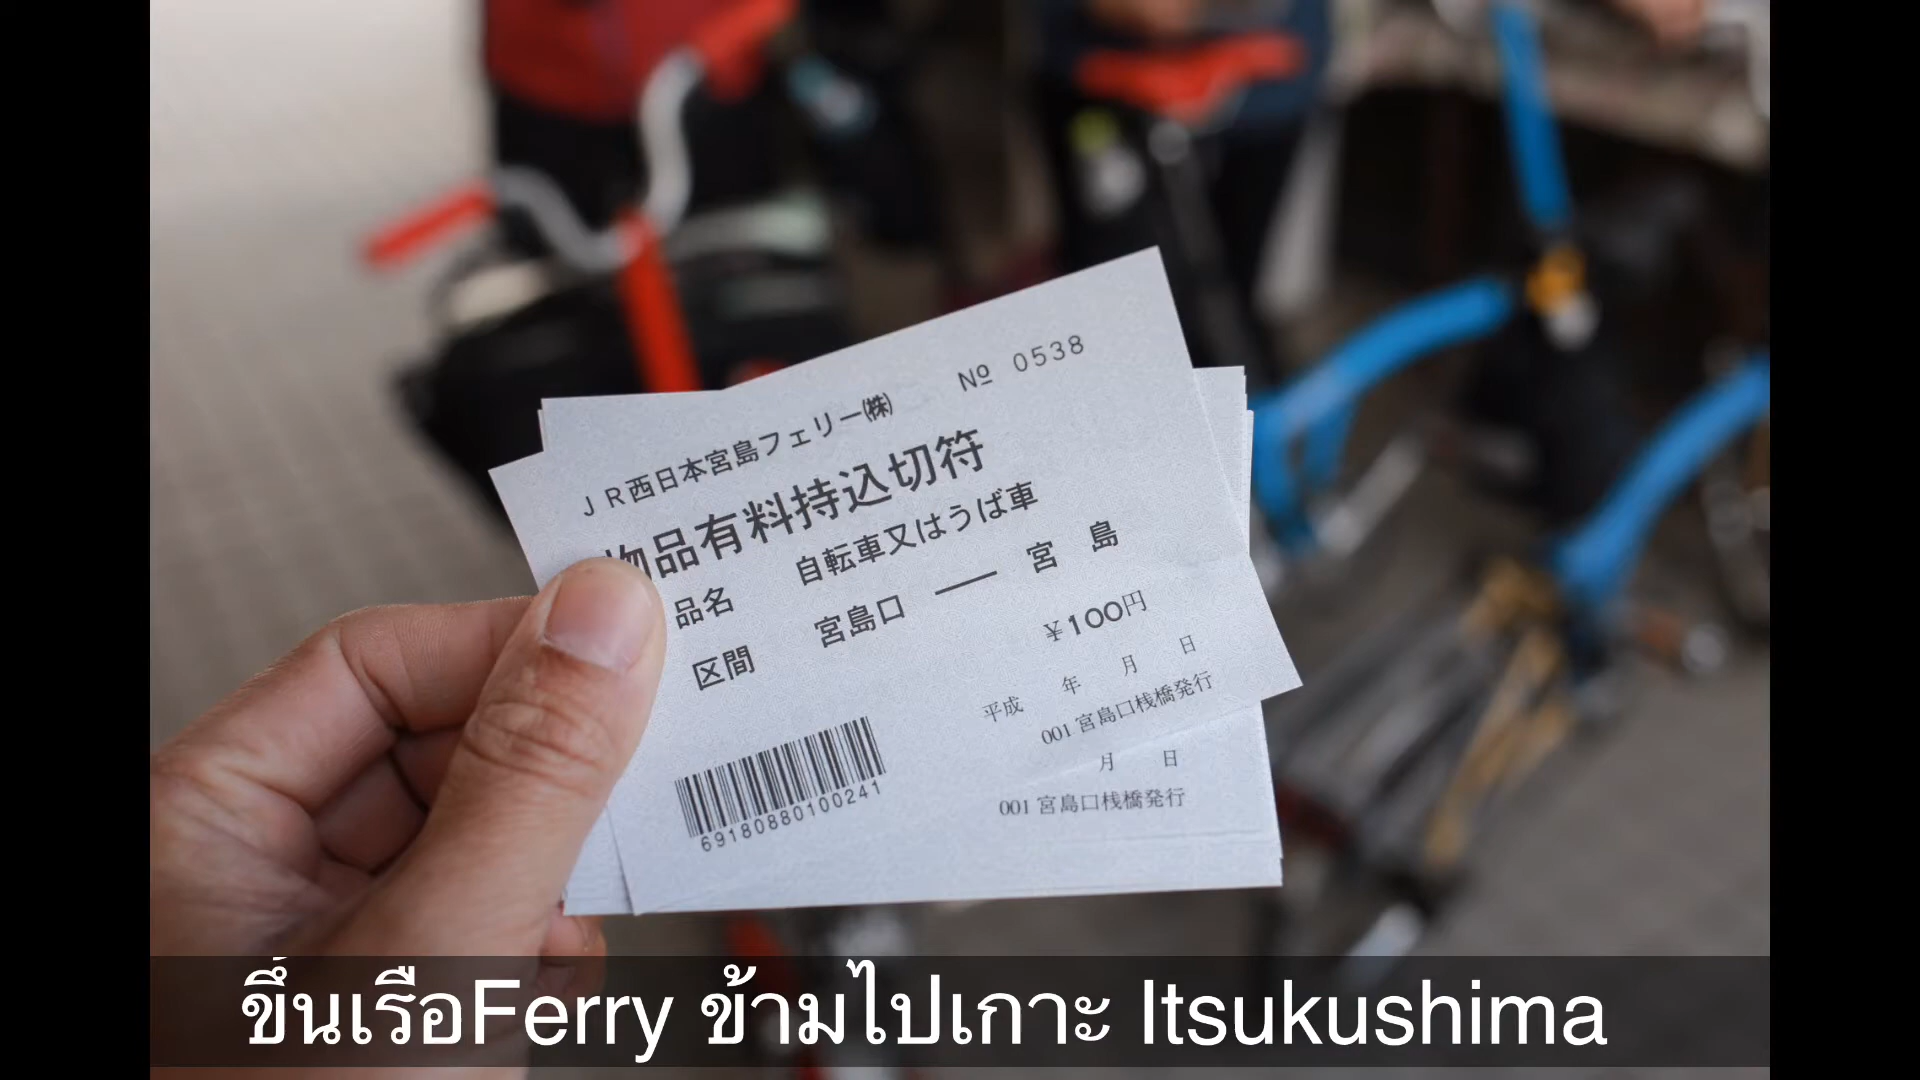 JR西日本宮島フェリー㈱ № 0538
物品有料持込切符
品名 自転車又はうば車
区間 宮島口 ― 宮島
¥100円
平成 年 月 日
001 宮島口桟橋発行
69180880100241
月 日
001 宮島口桟橋発行
ขึ้นเรือFerry ข้ามไปเกาะ Itsukushima